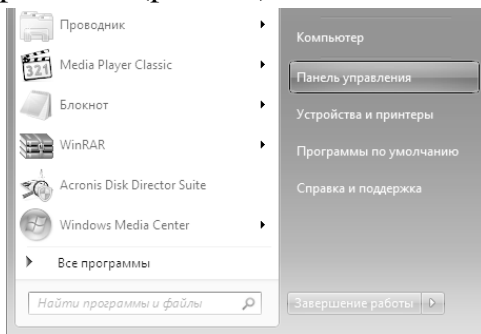 Проводник
Media Player Classic
321
Блокнот
WinRAR
Acronis Disk Director Suite
Windows Media Center
Все программы
Найти программы и файлы
Компьютер
Панель управления
Устройства и принтеры
Программы по умолчанию
Справка и поддержка
Завершение работы